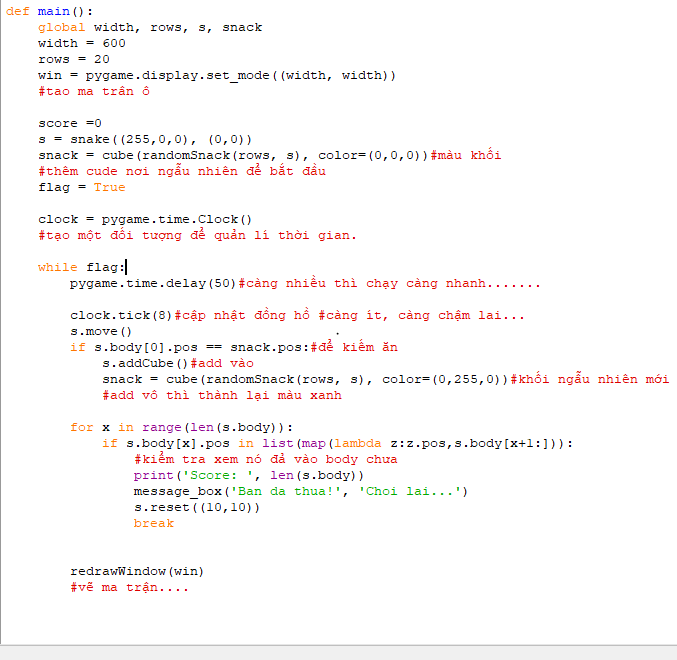 def main():
    global width, rows, s, snack
    width = 600
    rows = 20
    win = pygame.display.set_mode((width, width))
    #tao ma trân ô
    score =0
    s = snake((255,0,0), (0,0))
    snack = cube(randomSnack(rows, s), color=(0,0,0))#màu khối
    #thêm cude nơi ngẫu nhiên để bắt đầu
    flag = True
    clock = pygame.time.Clock()
    #tạo một đối tượng để quản lí thời gian.
    while flag:
        pygame.time.delay(50)#càng nhiều thì chạy càng nhanh.......
        clock.tick(8)#cập nhật đồng hồ #càng ít, càng chậm lai...
        s.move()
        if s.body[0].pos == snack.pos:#để kiếm ăn
            s.addCube()#add vào
            snack = cube(randomSnack(rows, s), color=(0,255,0))#khối ngẫu nhiên mới
            #add vô thì thành lại màu xanh
        for x in range(len(s.body)):
            if s.body[x].pos in list(map(lambda z:z.pos,s.body[x+1:])):
                #kiểm tra xem nó đả vào body chưa
                print('Score: ', len(s.body))
                message_box('Ban da thua!', 'Choi lai...')
                s.reset((10,10))
                break
        redrawWindow(win)
        #vẽ ma trận....